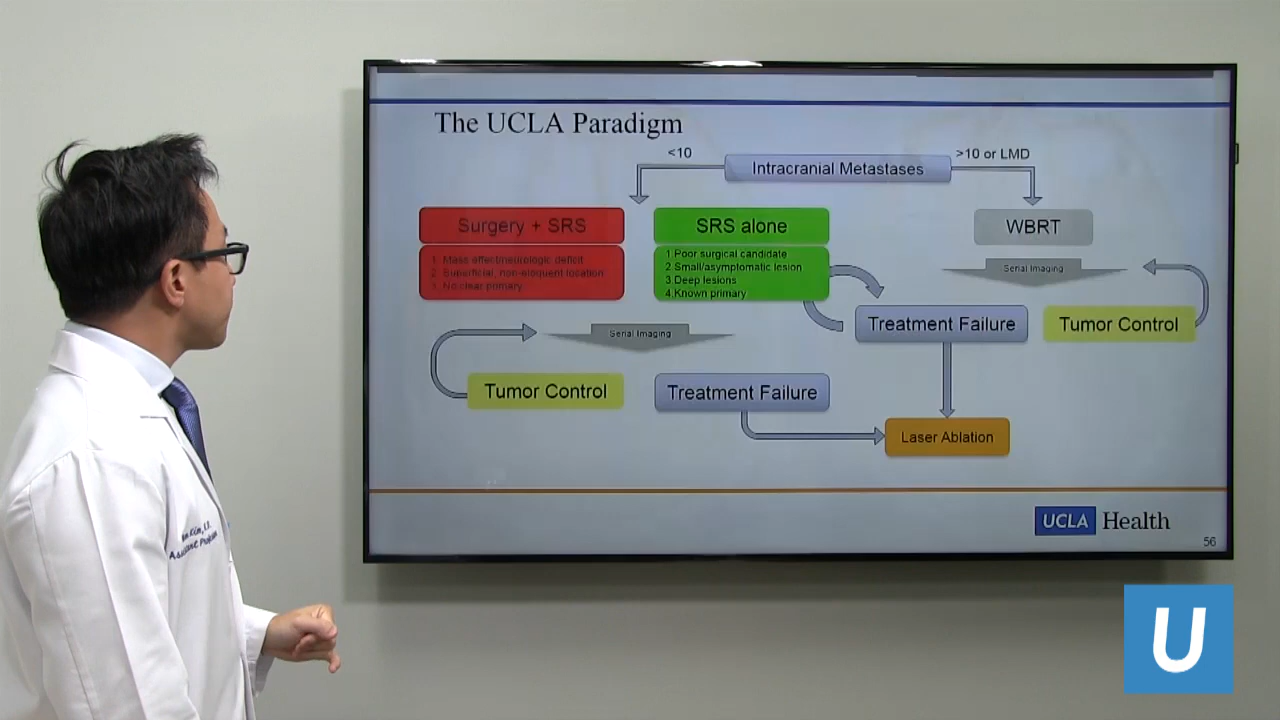 The UCLA Paradigm
<10
Intracranial Metastases
>10 or LMD
Surgery + SRS
1. Mass effect/neurologic deficit
2. Superficial, non-eloquent location
3. No clear primary
SRS alone
1 Poor surgical candidate
2 Small/asymptomatic lesion
3 Deep lesions
4. Known primary
WBRT
Serial Imaging
Treatment Failure
Tumor Control
Serial Imaging
Tumor Control
Treatment Failure
Laser Ablation
UCLA Health
56
U